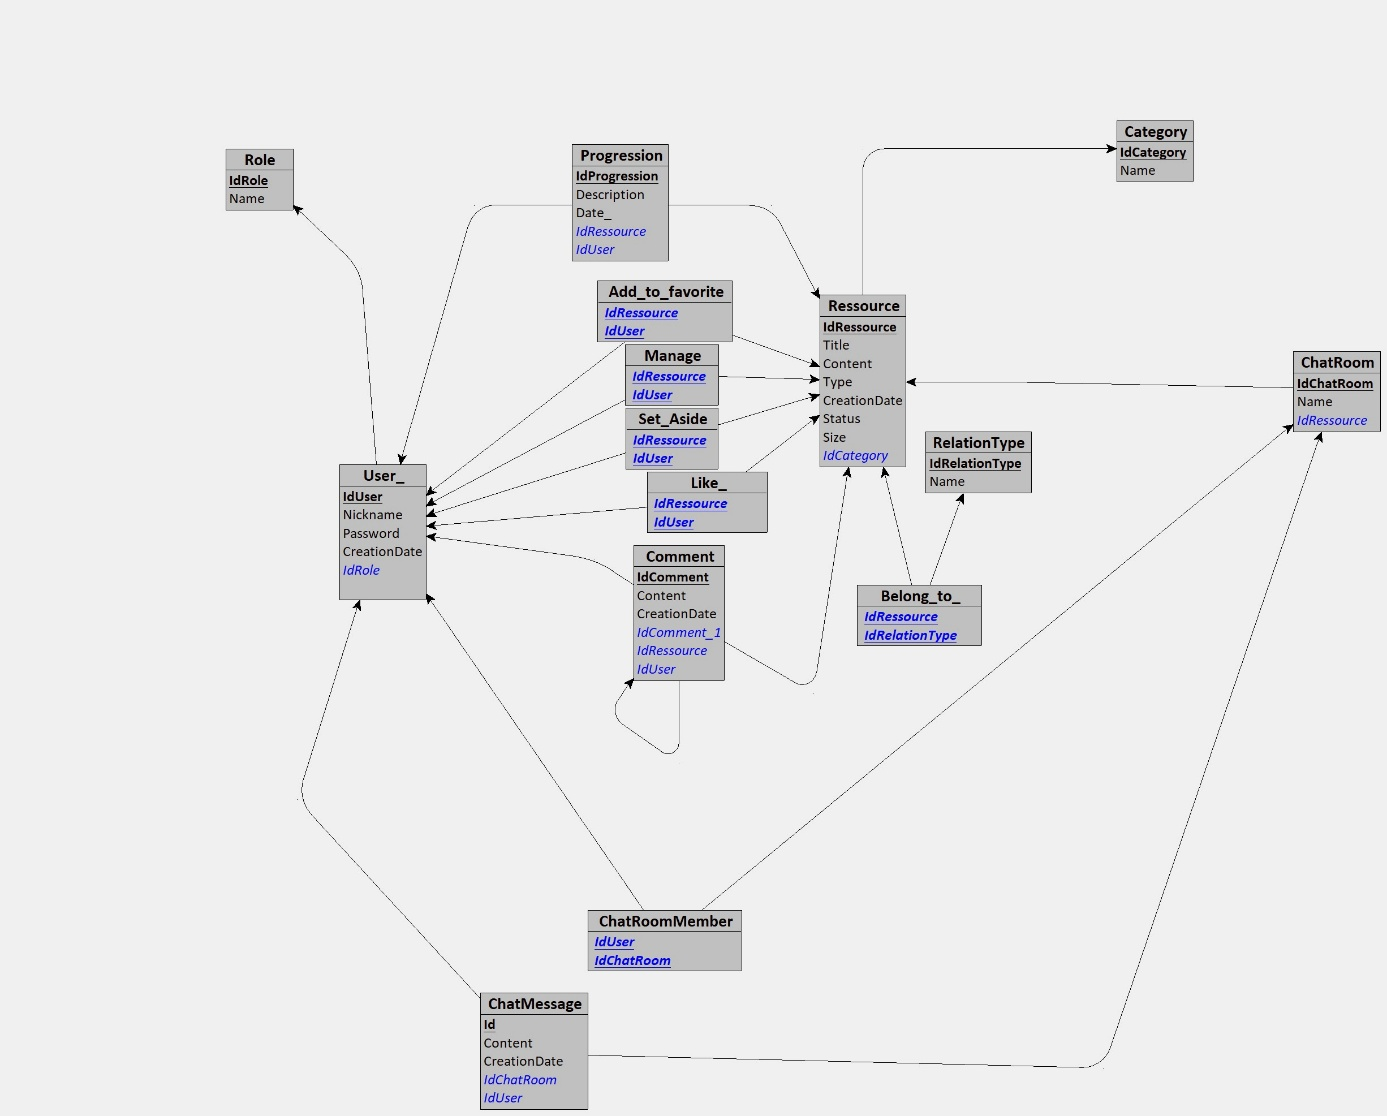 Role
IdRole
Name
Progression
IdProgression
Description
Date_
IdRessource
IdUser
Category
IdCategory
Name
Add_to_favorite
IdRessource
IdUser
Manage
IdRessource
IdUser
Set_Aside
IdRessource
IdUser
Like_
IdRessource
IdUser
Ressource
IdRessource
Title
Content
Type
CreationDate
Status
Size
IdCategory
ChatRoom
IdChatRoom
Name
IdRessource
RelationType
IdRelationType
Name
User_
IdUser
Nickname
Password
CreationDate
IdRole
Comment
IdComment
Content
CreationDate
IdComment_1
IdRessource
IdUser
Belong_to_
IdRessource
IdRelationType
ChatRoomMember
IdUser
IdChatRoom
ChatMessage
Id
Content
CreationDate
IdChatRoom
IdUser